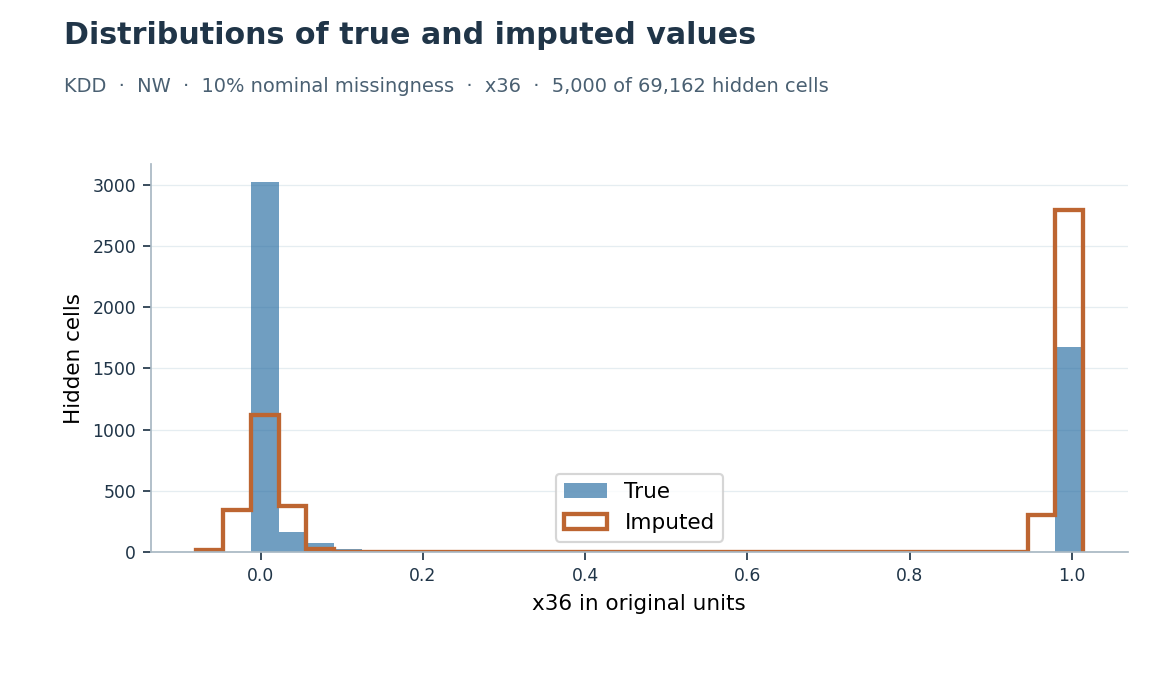 Distributions of true and imputed values
KDD · NW · 10% nominal missingness · x36 · 5,000 of 69,162 hidden cells
Hidden cells
3000
2500
2000
1500
1000
500
0
True
Imputed
0.0 0.2 0.4 0.6 0.8 1.0
x36 in original units